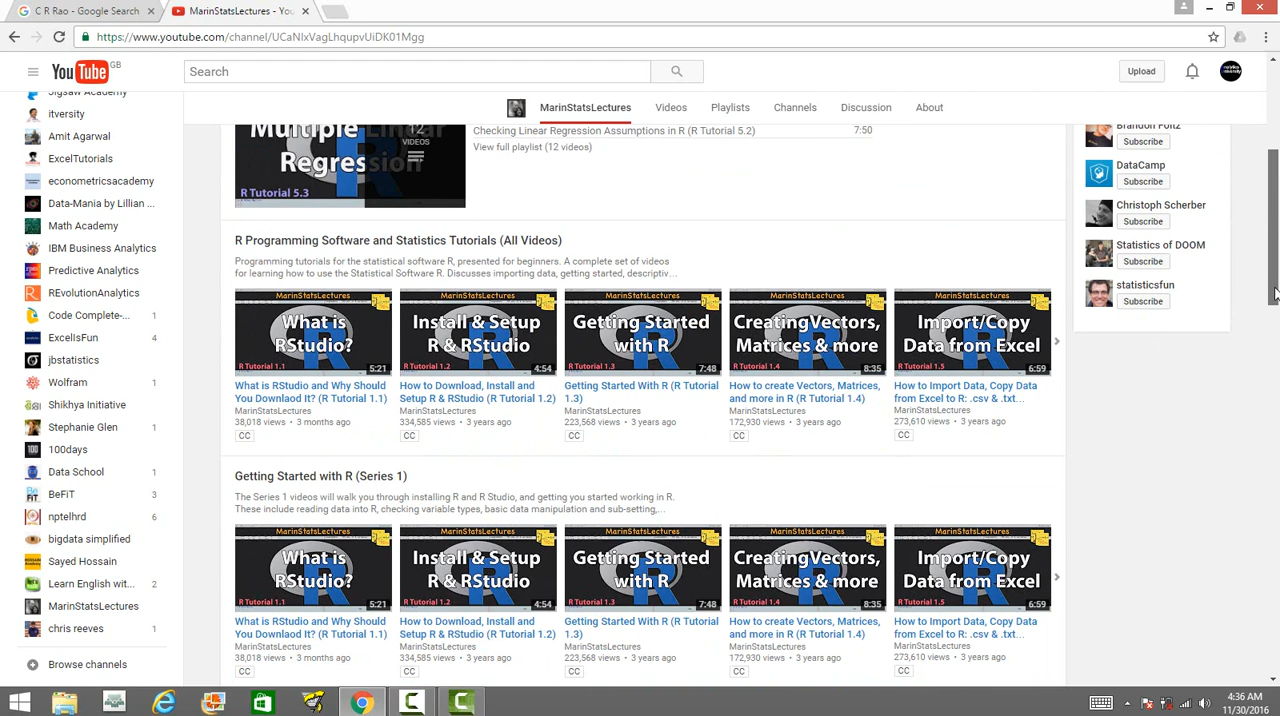 C R Rao - Google Search
MarinStatsLectures - Yo
https://www.youtube.com/channel/UCaNIxVagLhqupvUiDK01Mgg
YouTube GB
Search
Upload
MarinStatsLectures Videos Playlists Channels Discussion About
Jigsaw Academy
itversity
Amit Agarwal
ExcelTutorials
econometricsacademy
Data-Mania by Lillian ...
Math Academy
IBM Business Analytics
Predictive Analytics
REvolutionAnalytics
Code Complete-... 1
ExcelIsFun 4
jbstatistics
Wolfram 1
Shikhya Initiative
Stephanie Glen 1
100days
Data School 1
BeFiT 3
nptelhrd 6
bigdata simplified
Sayed Hossain
Learn English wit... 2
MarinStatsLectures
chris reeves 1
Browse channels
Multiple Linear
Regression
R Tutorial 5.3
12
VIDEOS
Checking Linear Regression Assumptions in R (R Tutorial 5.2) 7:50
View full playlist (12 videos)
R Programming Software and Statistics Tutorials (All Videos)
Programming tutorials for the statistical software R, presented for beginners. A complete set of videos
for learning how to use the Statistical Software R. Discusses importing data, getting started, descriptiv...
MarinStatsLectures
What is
RStudio?
R Tutorial 1.1
5:21
What is RStudio and Why Should
You Downlaod It? (R Tutorial 1.1)
MarinStatsLectures
38,018 views • 3 months ago
CC
MarinStatsLectures
Install & Setup
R & RStudio
R Tutorial 1.2
4:54
How to Download, Install and
Setup R & RStudio (R Tutorial 1.2)
MarinStatsLectures
334,585 views • 3 years ago
CC
MarinStatsLectures
Getting Started
with R
R Tutorial 1.3
7:48
Getting Started With R (R Tutorial
1.3)
MarinStatsLectures
223,568 views • 3 years ago
CC
MarinStatsLectures
CreatingVectors,
Matrices & more
R Tutorial 1.4
8:35
How to create Vectors, Matrices,
and more in R (R Tutorial 1.4)
MarinStatsLectures
172,930 views • 3 years ago
CC
MarinStatsLectures
Import/Copy
Data from Excel
R Tutorial 1.5
6:59
How to Import Data, Copy Data
from Excel to R: .csv & .txt...
MarinStatsLectures
273,610 views • 3 years ago
CC
Getting Started with R (Series 1)
The Series 1 videos will walk you through installing R and R Studio, and getting you started working in R.
These include reading data into R, checking variable types, basic data manipulation and sub-setting,...
MarinStatsLectures
What is
RStudio?
R Tutorial 1.1
5:21
What is RStudio and Why Should
You Downlaod It? (R Tutorial 1.1)
MarinStatsLectures
38,018 views • 3 months ago
CC
MarinStatsLectures
Install & Setup
R & RStudio
R Tutorial 1.2
4:54
How to Download, Install and
Setup R & RStudio (R Tutorial 1.2)
MarinStatsLectures
334,585 views • 3 years ago
CC
MarinStatsLectures
Getting Started
with R
R Tutorial 1.3
7:48
Getting Started With R (R Tutorial
1.3)
MarinStatsLectures
223,568 views • 3 years ago
CC
MarinStatsLectures
CreatingVectors,
Matrices & more
R Tutorial 1.4
8:35
How to create Vectors, Matrices,
and more in R (R Tutorial 1.4)
MarinStatsLectures
172,930 views • 3 years ago
CC
MarinStatsLectures
Import/Copy
Data from Excel
R Tutorial 1.5
6:59
How to Import Data, Copy Data
from Excel to R: .csv & .txt...
MarinStatsLectures
273,610 views • 3 years ago
CC
Brandon Foltz
Subscribe
DataCamp
Subscribe
Christoph Scherber
Subscribe
Statistics of DOOM
Subscribe
statisticsfun
Subscribe
4:36 AM
11/30/2016